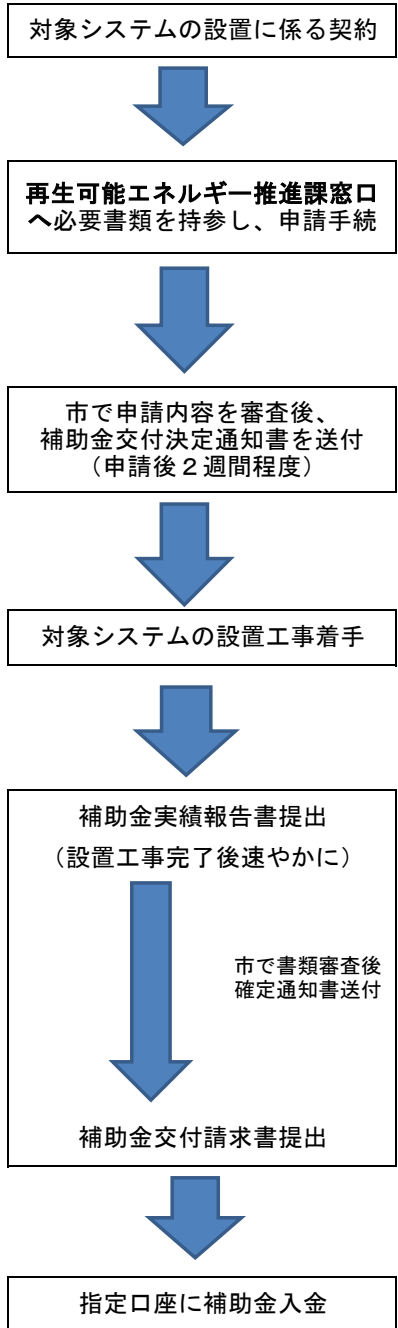 対象システムの設置に係る契約
再生可能エネルギー推進課窓口
へ必要書類を持参し、申請手続
市で申請内容を審査後、
補助金交付決定通知書を送付
（申請後２週間程度）
対象システムの設置工事着手
補助金実績報告書提出
（設置工事完了後速やかに）
市で書類審査後
確定通知書送付
補助金交付請求書提出
指定口座に補助金入金